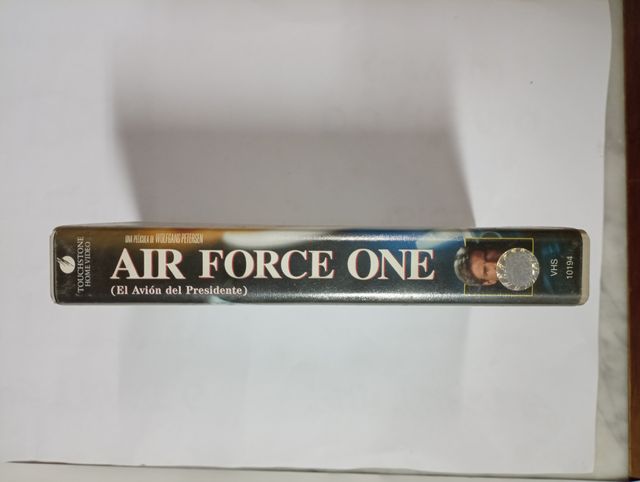 TOUCHSTONE
HOME VIDEO
UNA PELÍCULA DE WOLFGANG PETERSEN
AIR FORCE ONE
(El Avión del Presidente)
VHS
10194